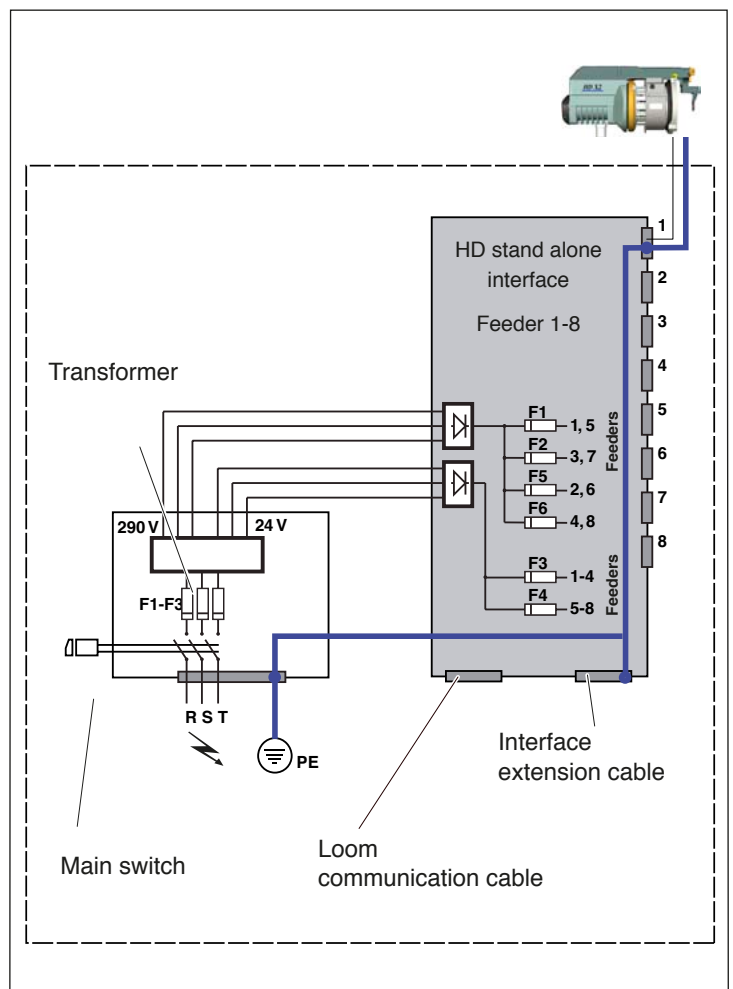 HD X2
HD stand alone
interface
Feeder 1-8
1
2
3
4
5
6
7
8
Transformer
F1
1, 5
F2
3, 7
F5
2, 6
F6
4, 8
Feeders
F3
1-4
F4
5-8
Feeders
290 V
24 V
F1-F3
R S T
PE
Interface
extension cable
Loom
communication cable
Main switch